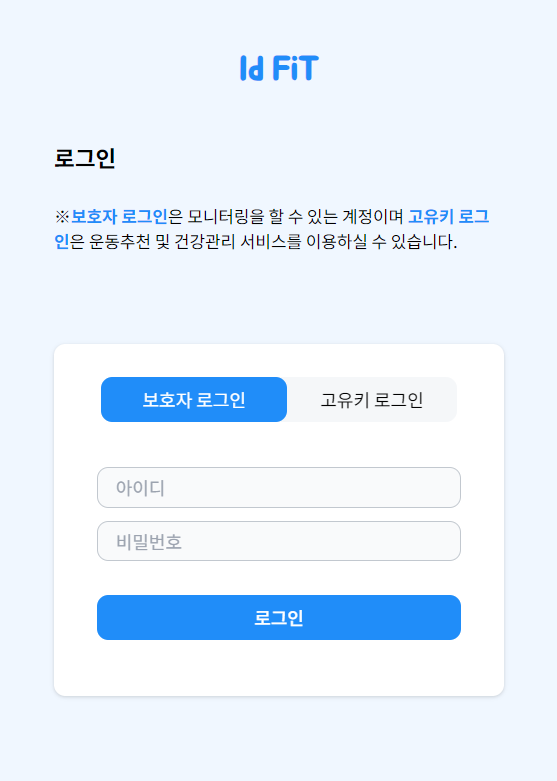 Id FiT
로그인
※보호자 로그인은 모니터링을 할 수 있는 계정이며 고유키 로그
인은 운동추천 및 건강관리 서비스를 이용하실 수 있습니다.
보호자 로그인 고유키 로그인
아이디
비밀번호
로그인